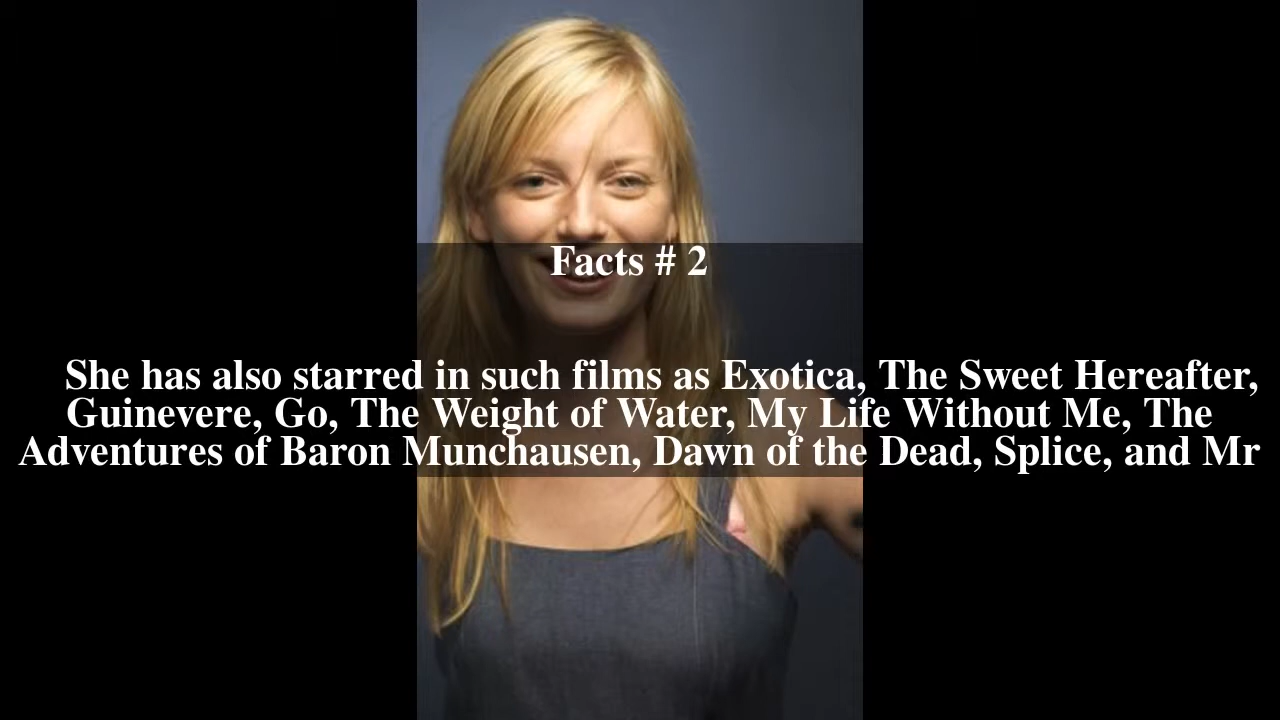 Facts # 2
She has also starred in such films as Exotica, The Sweet Hereafter,
Guinevere, Go, The Weight of Water, My Life Without Me, The
Adventures of Baron Munchausen, Dawn of the Dead, Splice, and Mr